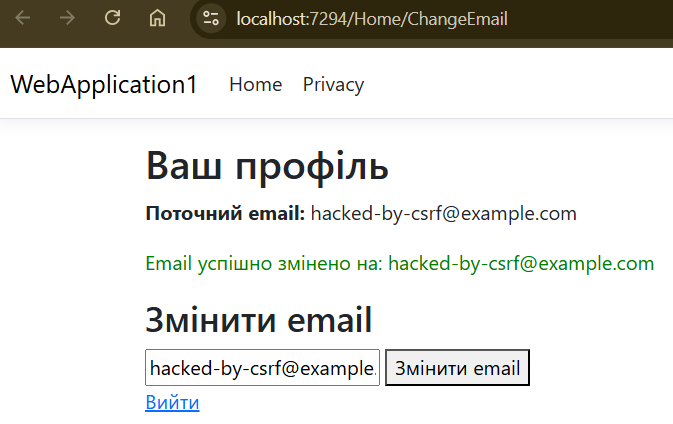 localhost:7294/Home/ChangeEmail
WebApplication1 Home Privacy
Ваш профіль
Поточний email: hacked-by-csrf@example.com
Email успішно змінено на: hacked-by-csrf@example.com
Змінити email
hacked-by-csrf@example. Змінити email
Вийти